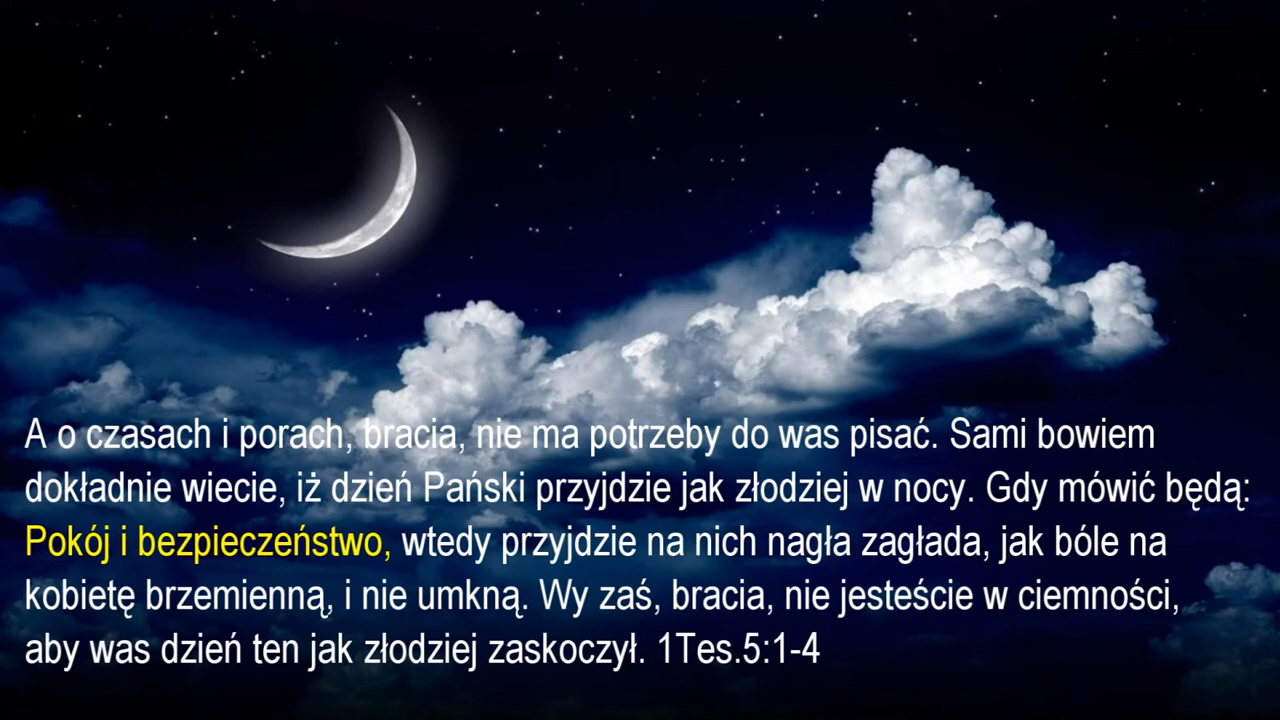 A o czasach i porach, bracia, nie ma potrzeby do was pisać. Sami bowiem
dokładnie wiecie, iż dzień Pański przyjdzie jak złodziej w nocy. Gdy mówić będą:
Pokój i bezpieczeństwo, wtedy przyjdzie na nich nagła zagłada, jak bóle na
kobietę brzemienną, i nie umkną. Wy zaś, bracia, nie jesteście w ciemności,
aby was dzień ten jak złodziej zaskoczył. 1Tes.5:1-4